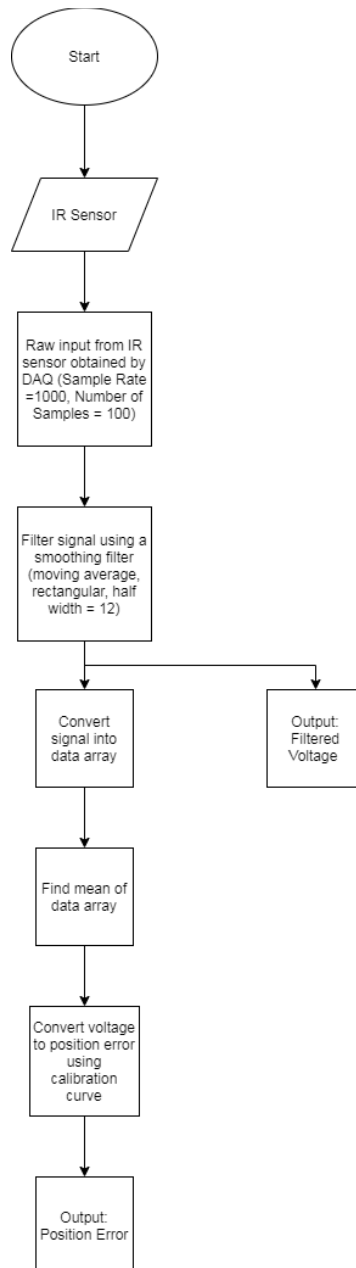 Start
IR Sensor
Raw input from IR
sensor obtained by
DAQ (Sample Rate
=1000, Number of
Samples = 100)
Filter signal using a
smoothing filter
(moving average,
rectangular, half
width = 12)
Convert
signal into
data array
Output:
Filtered
Voltage
Find mean of
data array
Convert voltage
to position error
using
calibration
curve
Output:
Position Error